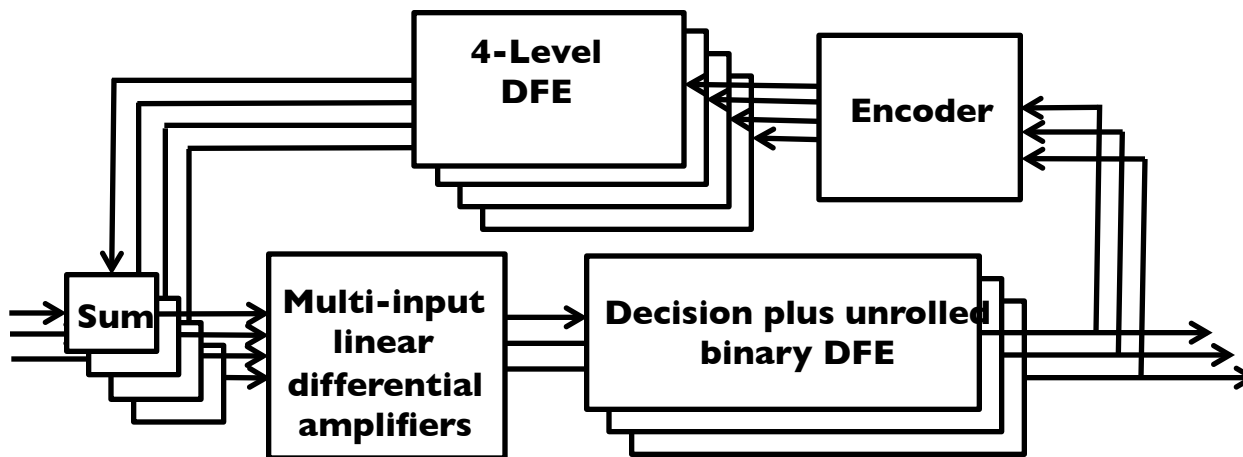 4-Level
DFE
Encoder
Sum
Multi-input
linear
differential
amplifiers
Decision plus unrolled
binary DFE